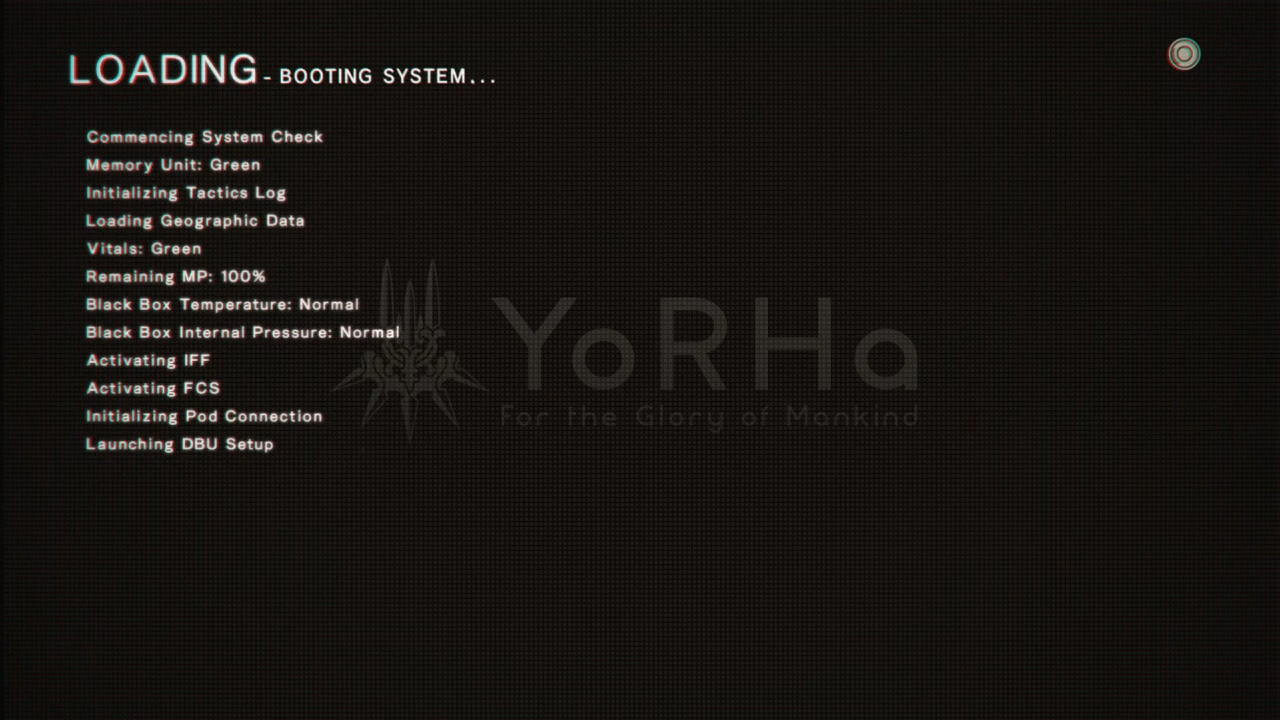 LOADING - BOOTING SYSTEM...
Commencing System Check
Memory Unit: Green
Initializing Tactics Log
Loading Geographic Data
Vitals: Green
Remaining MP: 100%
Black Box Temperature: Normal
Black Box Internal Pressure: Normal
Activating IFF
Activating FCS
Initializing Pod Connection
Launching DBU Setup
YoRHa
For the Glory of Mankind